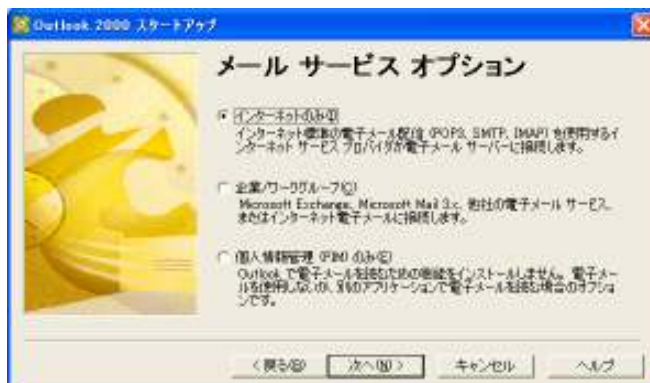 Outlook 2000 スタートアップ
メール サービス オプション
インターネットのみ(I)
インターネット標準の電子メール配信 (POP3, SMTP, IMAP) を使用するイ
ンターネット サービス プロバイダか電子メール サーバーに接続します。
企業/ワークグループ(C)
Microsoft Exchange、Microsoft Mail 3.x、他社の電子メール サービス、
またはインターネット電子メールに接続します。
個人情報管理 (PIM) のみ(E)
Outlook で電子メールを読むための機能をインストールしません。電子メー
ルを使用しないか、別のアプリケーションで電子メールを読む場合のオプショ
ンです。
< 戻る(B) 次へ(N) > キャンセル ヘルプ